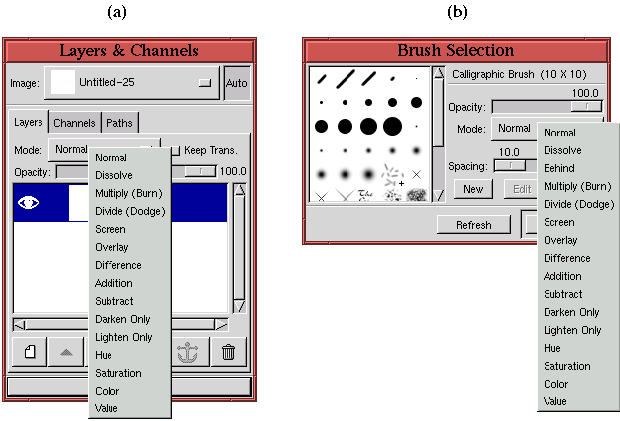 (a)
Layers & Channels
Image: Untitled-25 Auto
Layers Channels Paths
Mode: Normal Keep Trans.
Opacity: 100.0
Normal
Dissolve
Multiply (Burn)
Divide (Dodge)
Screen
Overlay
Difference
Addition
Subtract
Darken Only
Lighten Only
Hue
Saturation
Color
Value
(b)
Brush Selection
Calligraphic Brush (10 X 10)
100.0
Opacity:
Mode: Normal
10.0
Spacing:
New Edit
Refresh
Normal
Dissolve
Behind
Multiply (Burn)
Divide (Dodge)
Screen
Overlay
Difference
Addition
Subtract
Darken Only
Lighten Only
Hue
Saturation
Color
Value